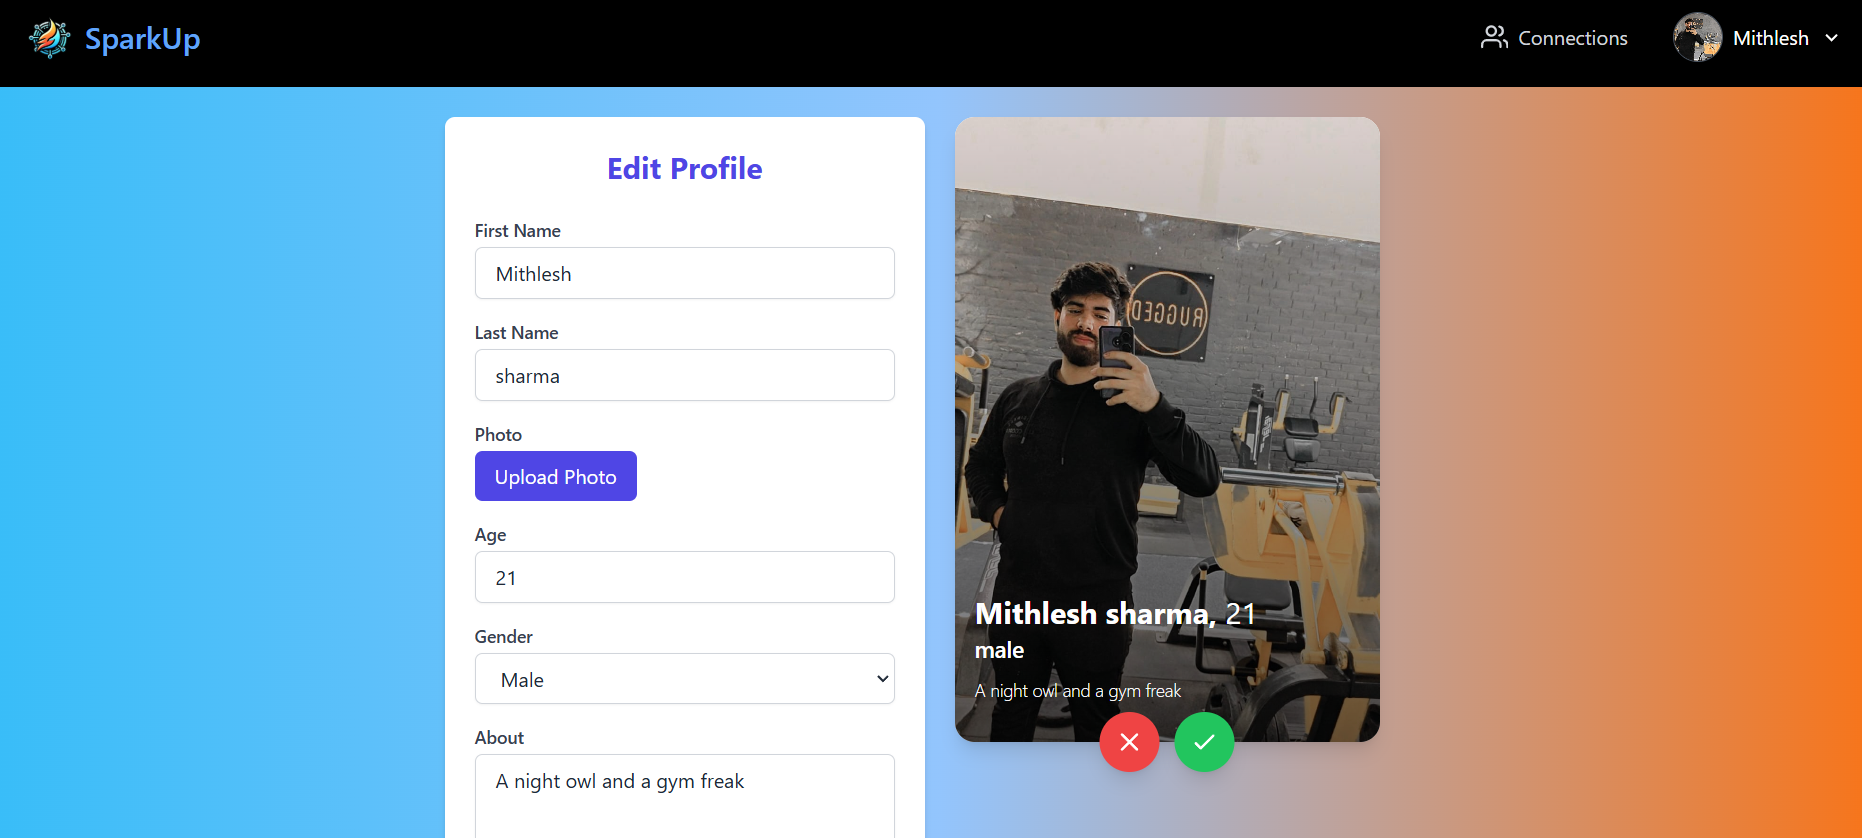 SparkUp
Connections
Mithlesh
Edit Profile
First Name
Mithlesh
Last Name
sharma
Photo
Upload Photo
Age
21
Gender
Male
About
A night owl and a gym freak
RUGGED
Mithlesh sharma, 21
male
A night owl and a gym freak